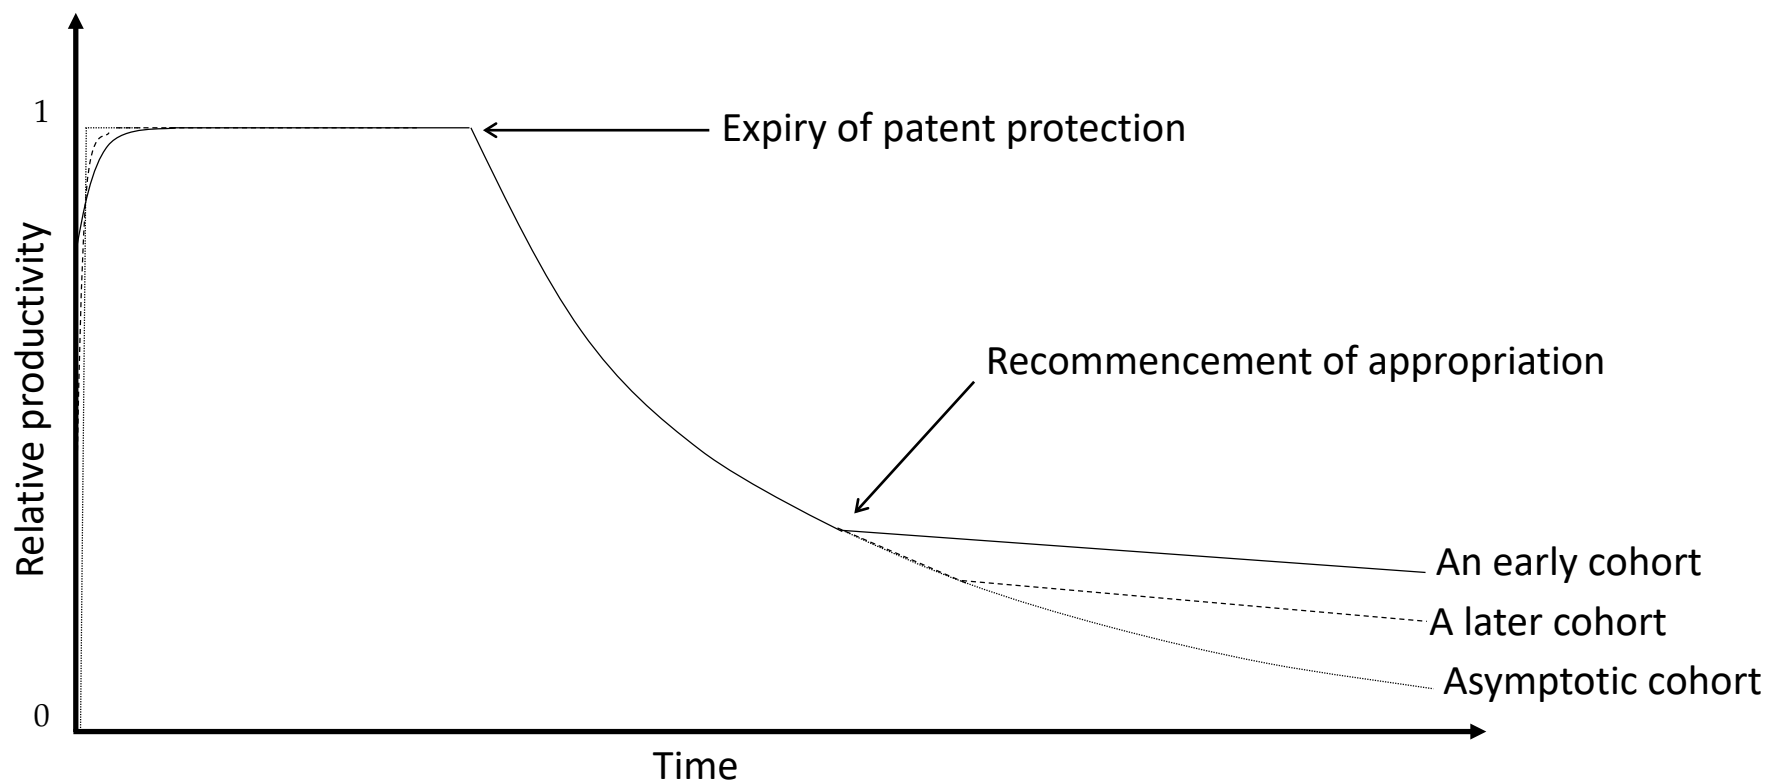 1
Expiry of patent protection
Relative productivity
Recommencement of appropriation
An early cohort
A later cohort
Asymptotic cohort
0
Time